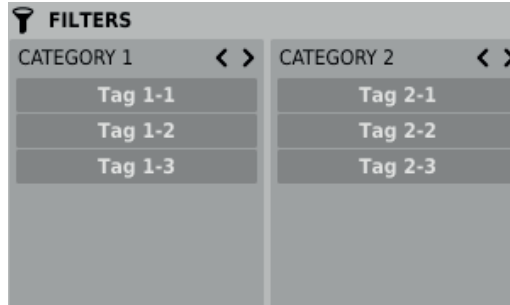 FILTERS
CATEGORY 1
Tag 1-1
Tag 1-2
Tag 1-3
CATEGORY 2
Tag 2-1
Tag 2-2
Tag 2-3